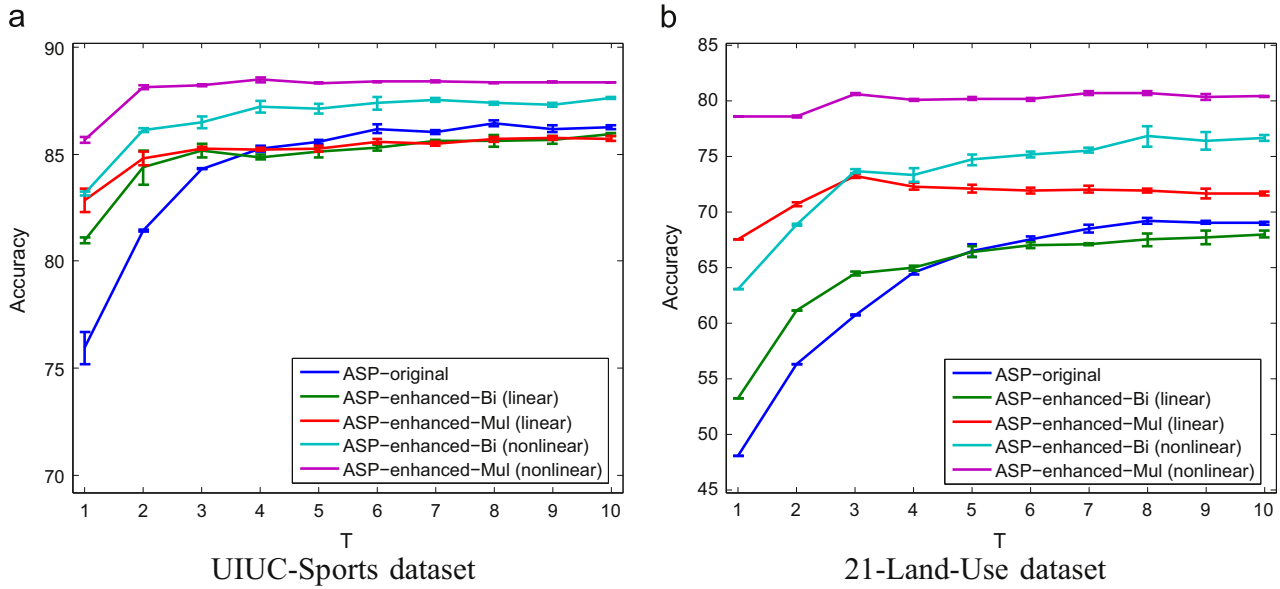 a
90
85
80
75
70
Accuracy
1 2 3 4 5 6 7 8 9 10
T
ASP-original
ASP-enhanced-Bi (linear)
ASP-enhanced-Mul (linear)
ASP-enhanced-Bi (nonlinear)
ASP-enhanced-Mul (nonlinear)
UIUC-Sports dataset
b
85
80
75
70
65
60
55
50
45
Accuracy
1 2 3 4 5 6 7 8 9 10
T
ASP-original
ASP-enhanced-Bi (linear)
ASP-enhanced-Mul (linear)
ASP-enhanced-Bi (nonlinear)
ASP-enhanced-Mul (nonlinear)
21-Land-Use dataset